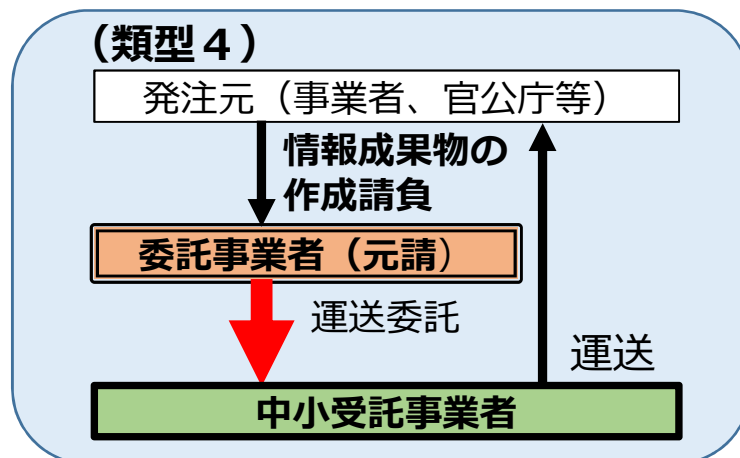 （類型４）
発注元（事業者、官公庁等）
情報成果物の
作成請負
委託事業者（元請）
運送委託
運送
中小受託事業者